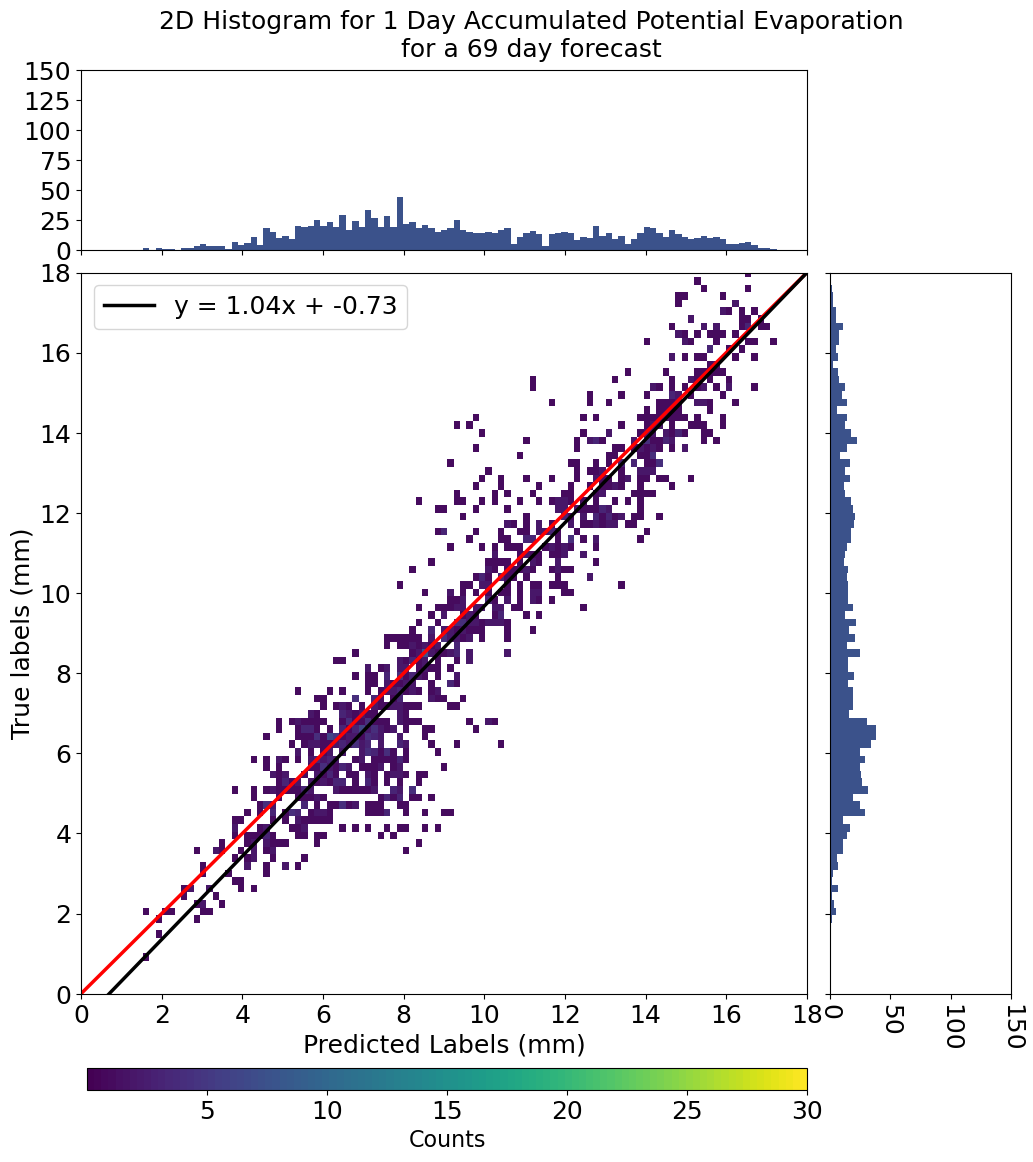 2D Histogram for 1 Day Accumulated Potential Evaporation
for a 69 day forecast
150
125
100
75
50
25
0
18
16
14
12
10
8
6
4
2
0
True labels (mm)
y = 1.04x + -0.73
0 2 4 6 8 10 12 14 16 18
Predicted Labels (mm)
0 50 100 150
5 10 15 20 25 30
Counts